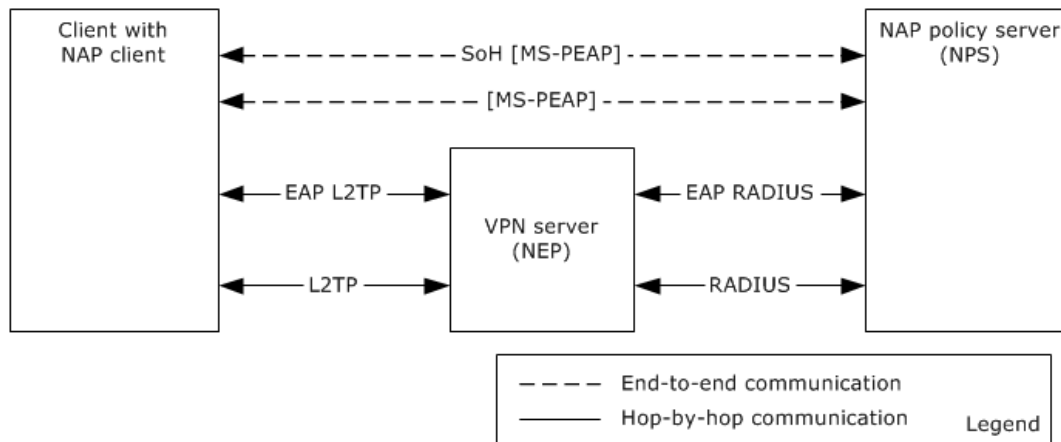 Client with
NAP client
NAP policy server
(NPS)
SoH [MS-PEAP]
[MS-PEAP]
EAP L2TP
EAP RADIUS
VPN server
(NEP)
L2TP
RADIUS
End-to-end communication
Hop-by-hop communication
Legend